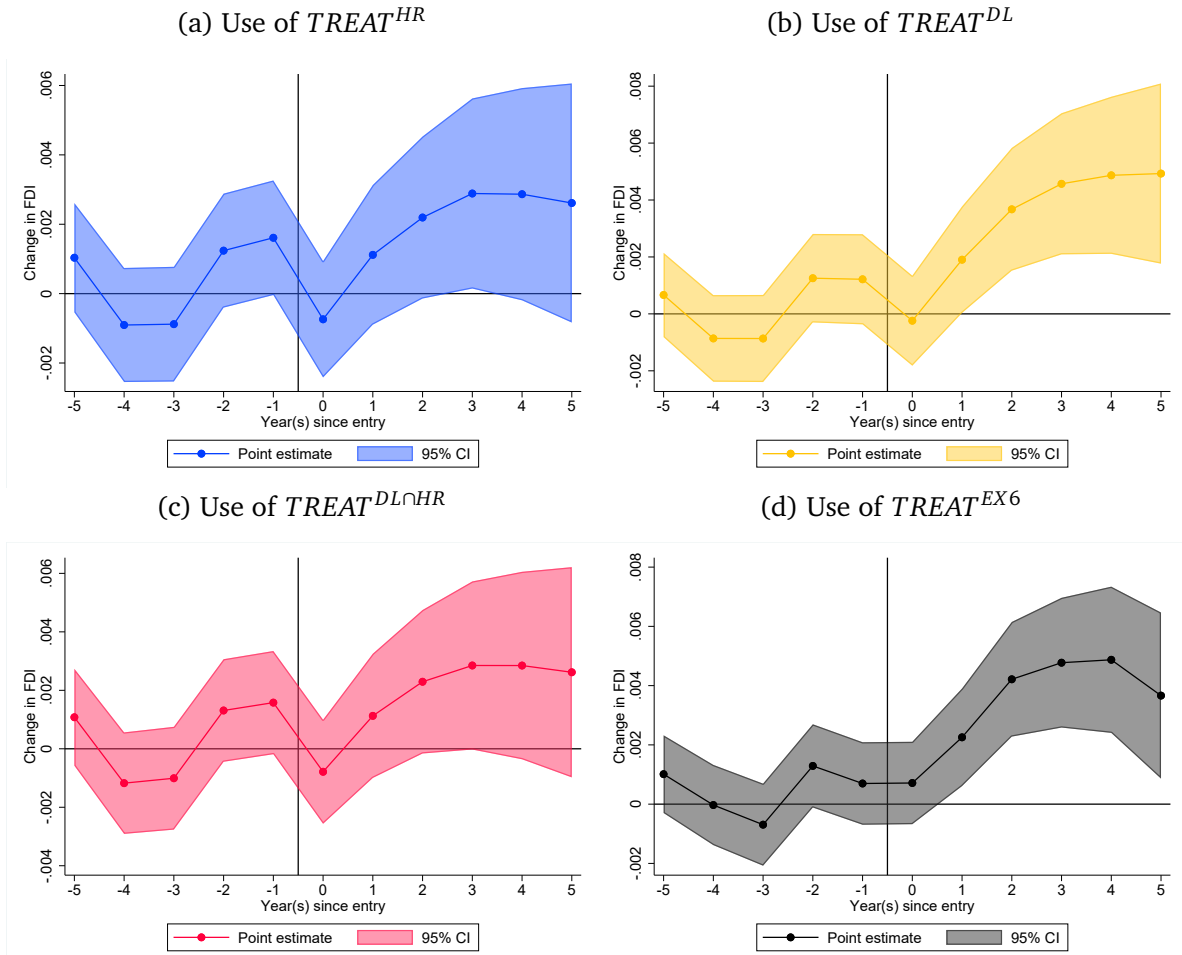 (a) Use of TREAT^HR
Change in FDI
.006
.004
.002
0
-.002
-5 -4 -3 -2 -1 0 1 2 3 4 5
Year(s) since entry
Point estimate 95% CI
(b) Use of TREAT^DL
Change in FDI
.008
.006
.004
.002
0
-.002
-5 -4 -3 -2 -1 0 1 2 3 4 5
Year(s) since entry
Point estimate 95% CI
(c) Use of TREAT^DL∩HR
Change in FDI
.006
.004
.002
0
-.002
-.004
-5 -4 -3 -2 -1 0 1 2 3 4 5
Year(s) since entry
Point estimate 95% CI
(d) Use of TREAT^EX6
Change in FDI
.008
.006
.004
.002
0
-.002
-5 -4 -3 -2 -1 0 1 2 3 4 5
Year(s) since entry
Point estimate 95% CI